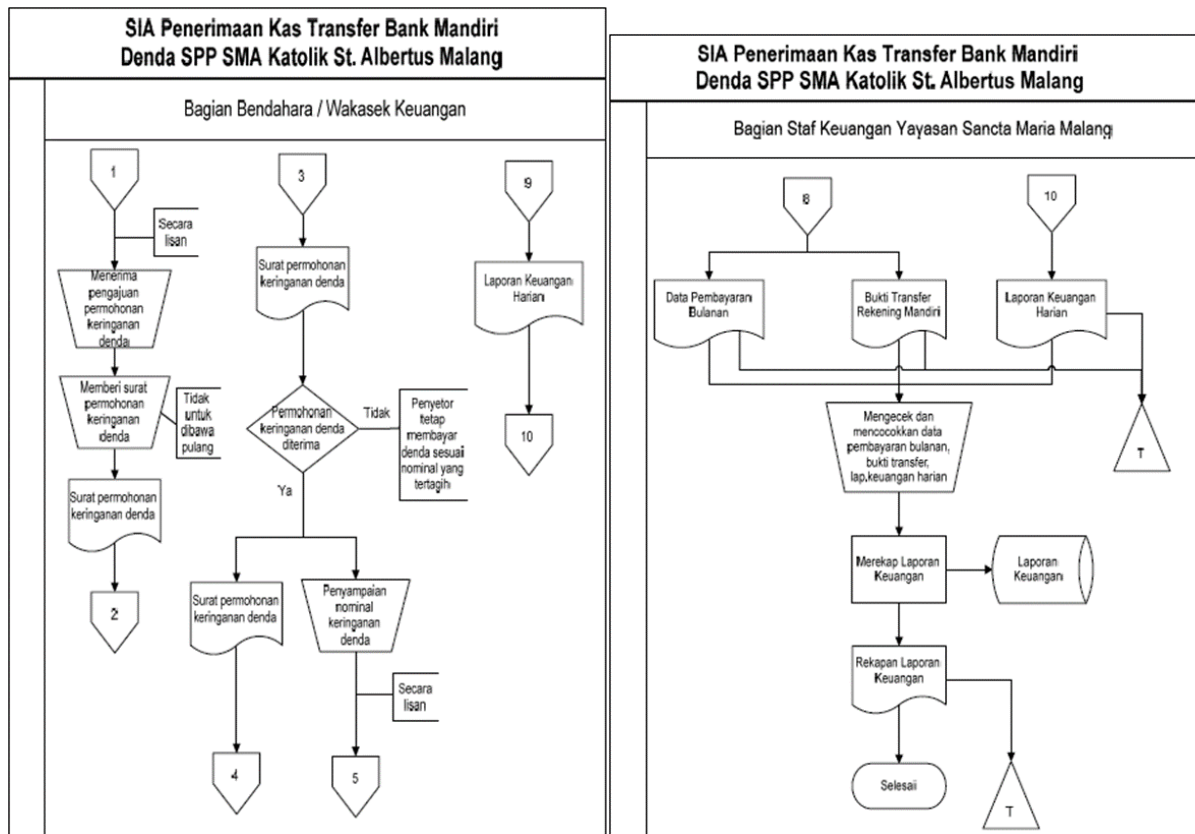 SIA Penerimaan Kas Transfer Bank Mandiri
Denda SPP SMA Katolik St. Albertus Malang
Bagian Bendahara / Wakasek Keuangan
1
Secara
lisan
Menerima
pengajuan
permohonan
keringanan
denda
Memberi surat
permohonan
keringanan
denda
Tidak
untuk
dibawa
pulang
Surat permohonan
keringanan denda
2
3
Surat permohonan
keringanan denda
Permohonan
keringanan denda
diterima
Tidak
Penyetor
tetap
membayar
denda sesuai
nominal yang
tertagih
Ya
Surat permohonan
keringanan denda
Penyampaian
nominal
keringanan
denda
Secara
lisan
4
5
9
Laporan Keuangan
Harian
10
SIA Penerimaan Kas Transfer Bank Mandiri
Denda SPP SMA Katolik St. Albertus Malang
Bagian Staf Keuangan Yayasan Sancta Maria Malang
8
10
Data Pembayaran
Bulanan
Bukti Transfer
Rekening Mandiri
Laporan Keuangan
Harian
Mengecek dan
mencocokkan data
pembayaran bulanan,
bukti transfer,
lap.keuangan harian
T
Merekap Laporan
Keuangan
Laporan
Keuangan
Rekapan Laporan
Keuangan
Selesai
T